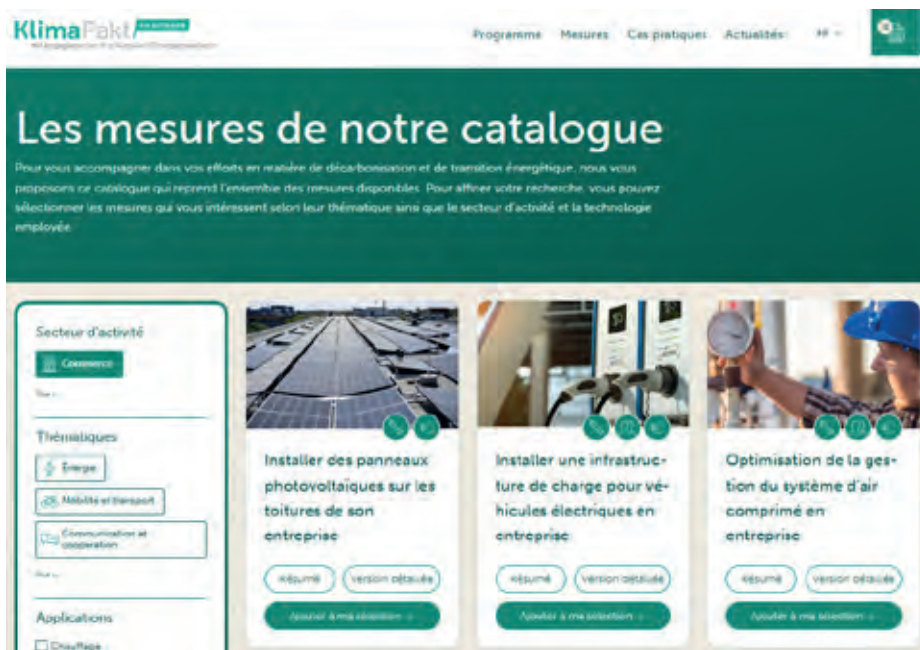 KlimaPakt
Programme Mesures Cas pratiques Actualités
Les mesures de notre catalogue
Pour vous accompagner dans vos efforts en matière de décarbonisation et de transition énergétique, nous vous
proposons ce catalogue qui reprend l'ensemble des mesures disponibles. Pour affiner votre recherche, vous pouvez
sélectionner les mesures qui vous intéressent selon leur thématique ainsi que le secteur d'activité et la technologie
employée.
Secteur d'activité
Commerce
Thématiques
Énergie
Mobilité et transport
Communication et
coopération
Applications
Chauffage
Installer des panneaux
photovoltaïques sur les
toitures de son
entreprise
Résumé Version détaillée
Ajouter à ma sélection
Installer une infrastruc-
ture de charge pour vé-
hicules électriques en
entreprise
Résumé Version détaillée
Ajouter à ma sélection
Optimisation de la ges-
tion du système d'air
comprimé en
entreprise
Résumé Version détaillée
Ajouter à ma sélection